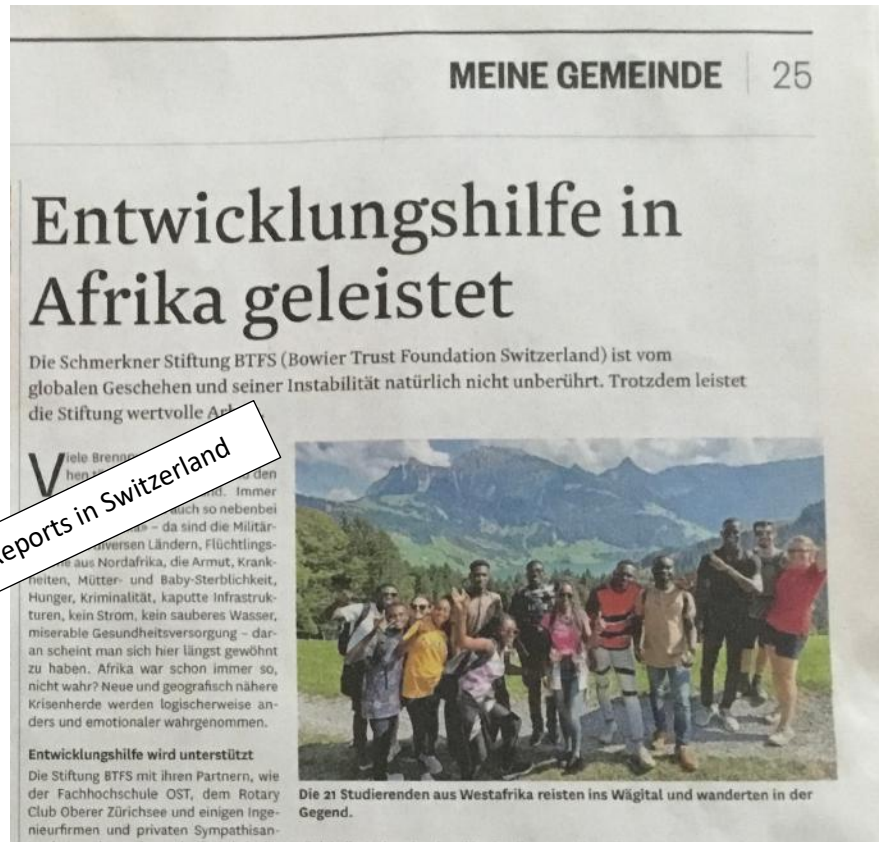 MEINE GEMEINDE | 25
Entwicklungshilfe in
Afrika geleistet
Die Schmerkner Stiftung BTFS (Bowier Trust Foundation Switzerland) ist vom
globalen Geschehen und seiner Instabilität natürlich nicht unberührt. Trotzdem leistet
die Stiftung wertvolle
Reports in Switzerland
Viele
den
Immer
auch so nebenbei
– da sind die Militär-
diversen Ländern, Flüchtlings-
aus Nordafrika, die Armut, Krank-
heiten, Mütter- und Baby-Sterblichkeit,
Hunger, Kriminalität, kaputte Infrastruk-
turen, kein Strom, kein sauberes Wasser,
miserable Gesundheitsversorgung – dar-
an scheint man sich hier längst gewöhnt
zu haben. Afrika war schon immer so,
nicht wahr? Neue und geografisch nähere
Krisenherde werden logischerweise an-
ders und emotionaler wahrgenommen.
Entwicklungshilfe wird unterstützt
Die Stiftung BTFS mit ihren Partnern, wie
der Fachhochschule OST, dem Rotary
Club Oberer Zürichsee und einigen Inge-
nieurfirmen und privaten Sympathisan-
Die 21 Studierenden aus Westafrika reisten ins Wägital und wanderten in der
Gegend.